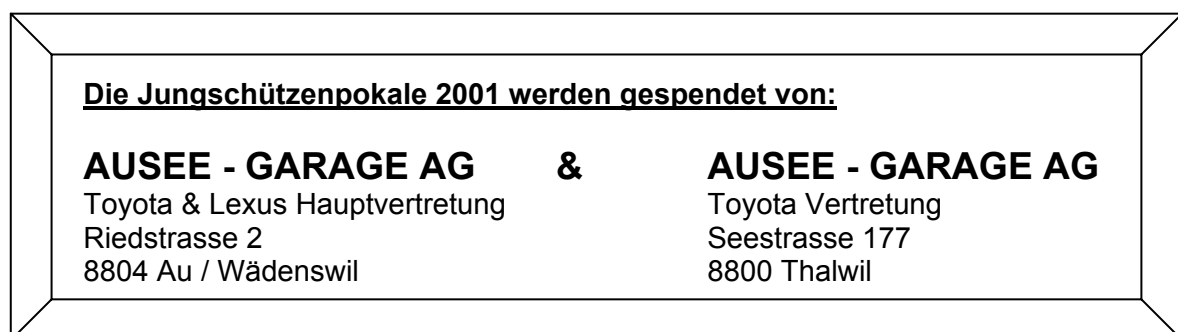 Die Jungschützenpokale 2001 werden gespendet von:
AUSEE - GARAGE AG & AUSEE - GARAGE AG
Toyota & Lexus Hauptvertretung Toyota Vertretung
Riedstrasse 2 Seestrasse 177
8804 Au / Wädenswil 8800 Thalwil